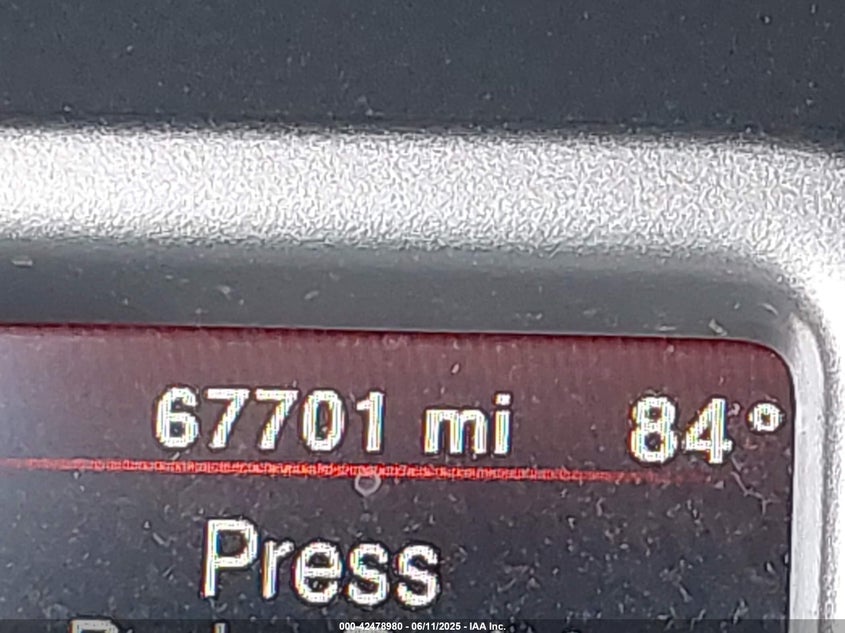 67701 mi 84°
Press
000-42478980 - 06/11/2025 - IAA Inc.